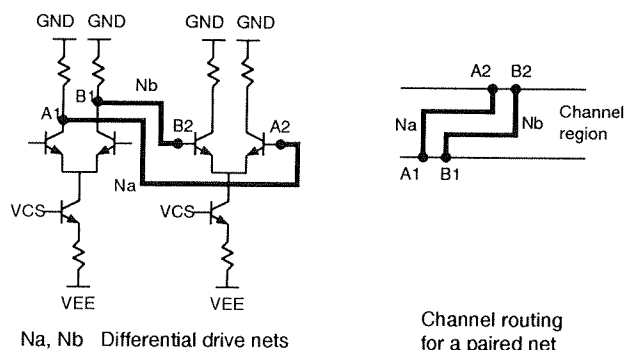 GND GND
GND GND
B1
Nb
A1
B2
A2
Na
VCS
VCS
VEE
VEE
Na, Nb Differential drive nets
A2 B2
Na
Nb
Channel
region
A1 B1
Channel routing
for a paired net